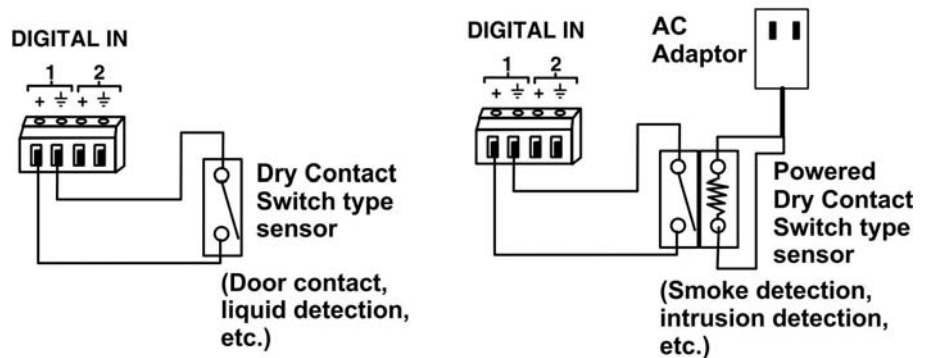 DIGITAL IN
1 2
+ ⏚ + ⏚
Dry Contact
Switch type
sensor
(Door contact,
liquid detection,
etc.)
DIGITAL IN
1 2
+ ⏚ + ⏚
AC
Adaptor
Powered
Dry Contact
Switch type
sensor
(Smoke detection,
intrusion detection,
etc.)